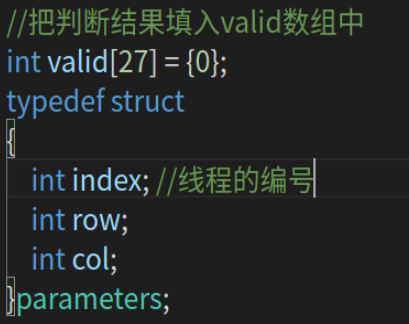 //把判断结果填入valid数组中
int valid[27] = {0};
typedef struct
{
int index; //线程的编号
int row;
int col;
}parameters;